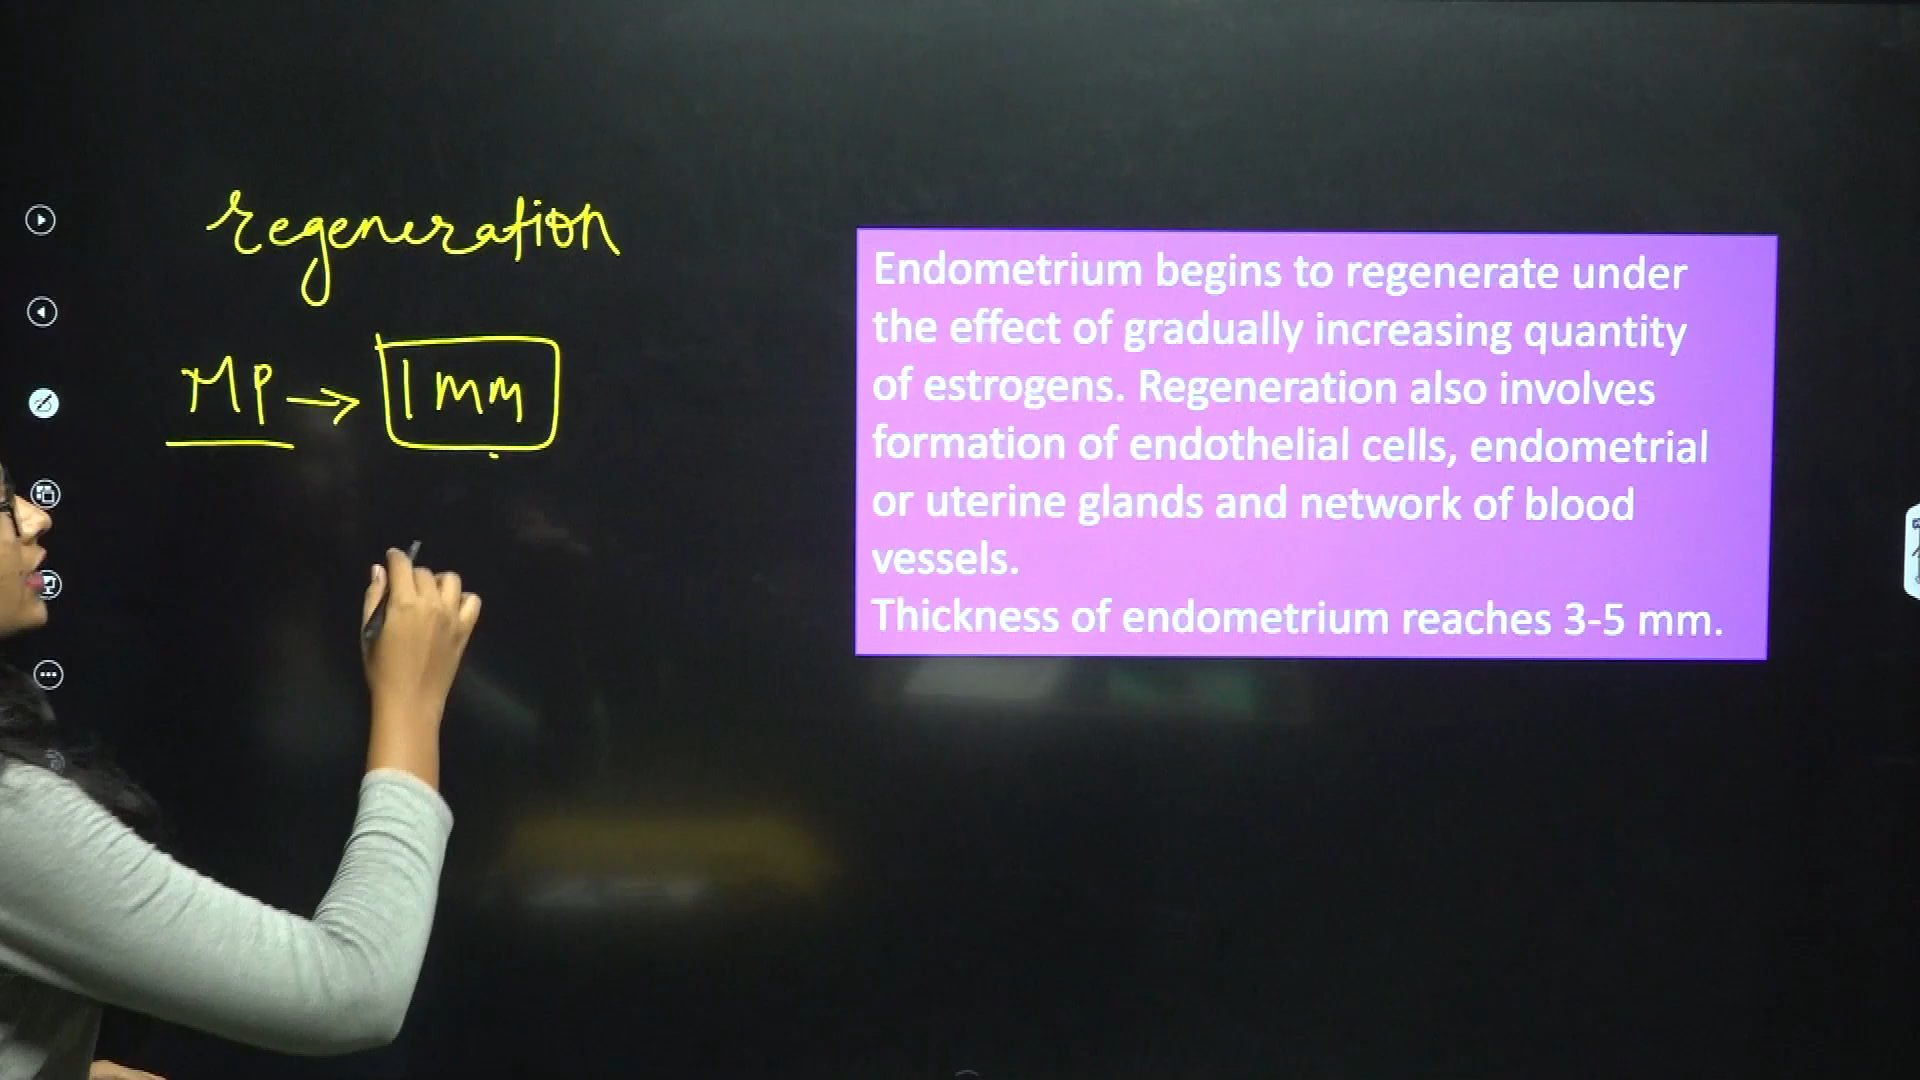 regeneration
MP → 1 mm
Endometrium begins to regenerate under
the effect of gradually increasing quantity
of estrogens. Regeneration also involves
formation of endothelial cells, endometrial
or uterine glands and network of blood
vessels.
Thickness of endometrium reaches 3-5 mm.